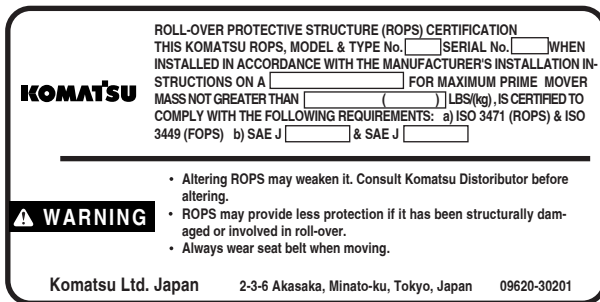 ROLL-OVER PROTECTIVE STRUCTURE (ROPS) CERTIFICATION
THIS KOMATSU ROPS, MODEL & TYPE No. SERIAL No. WHEN
INSTALLED IN ACCORDANCE WITH THE MANUFACTURER'S INSTALLATION IN-
STRUCTIONS ON A FOR MAXIMUM PRIME MOVER
MASS NOT GREATER THAN ( ) LBS/(kg), IS CERTIFIED TO
COMPLY WITH THE FOLLOWING REQUIREMENTS: a) ISO 3471 (ROPS) & ISO
3449 (FOPS) b) SAE J & SAE J
KOMATSU
WARNING
• Altering ROPS may weaken it. Consult Komatsu Distoributor before
altering.
• ROPS may provide less protection if it has been structurally dam-
aged or involved in roll-over.
• Always wear seat belt when moving.
Komatsu Ltd. Japan 2-3-6 Akasaka, Minato-ku, Tokyo, Japan 09620-30201